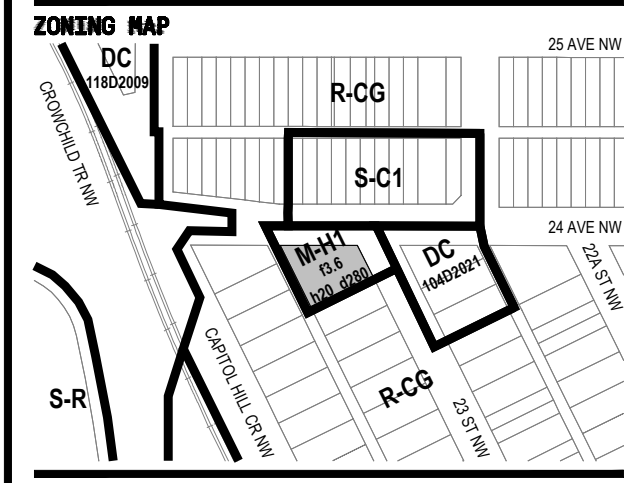 ZONING MAP
25 AVE NW
DC
118D2009
R-CG
CROWCHILD TR NW
S-C1
24 AVE NW
M-H1
f3.6
h20 d280
DC
104D2021
22A ST NW
CAPITOL HILL CR NW
R-CG
S-R
23 ST NW